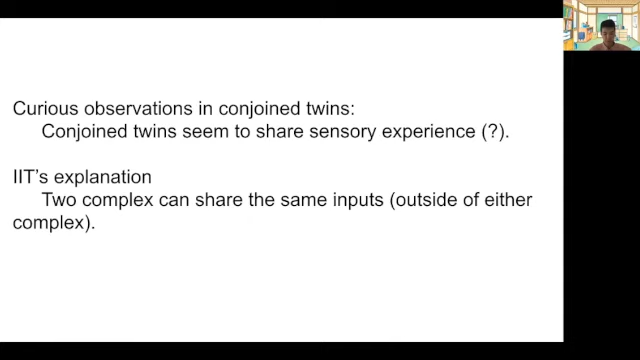 Curious observations in conjoined twins:
Conjoined twins seem to share sensory experience (?).
IIT's explanation
Two complex can share the same inputs (outside of either
complex).